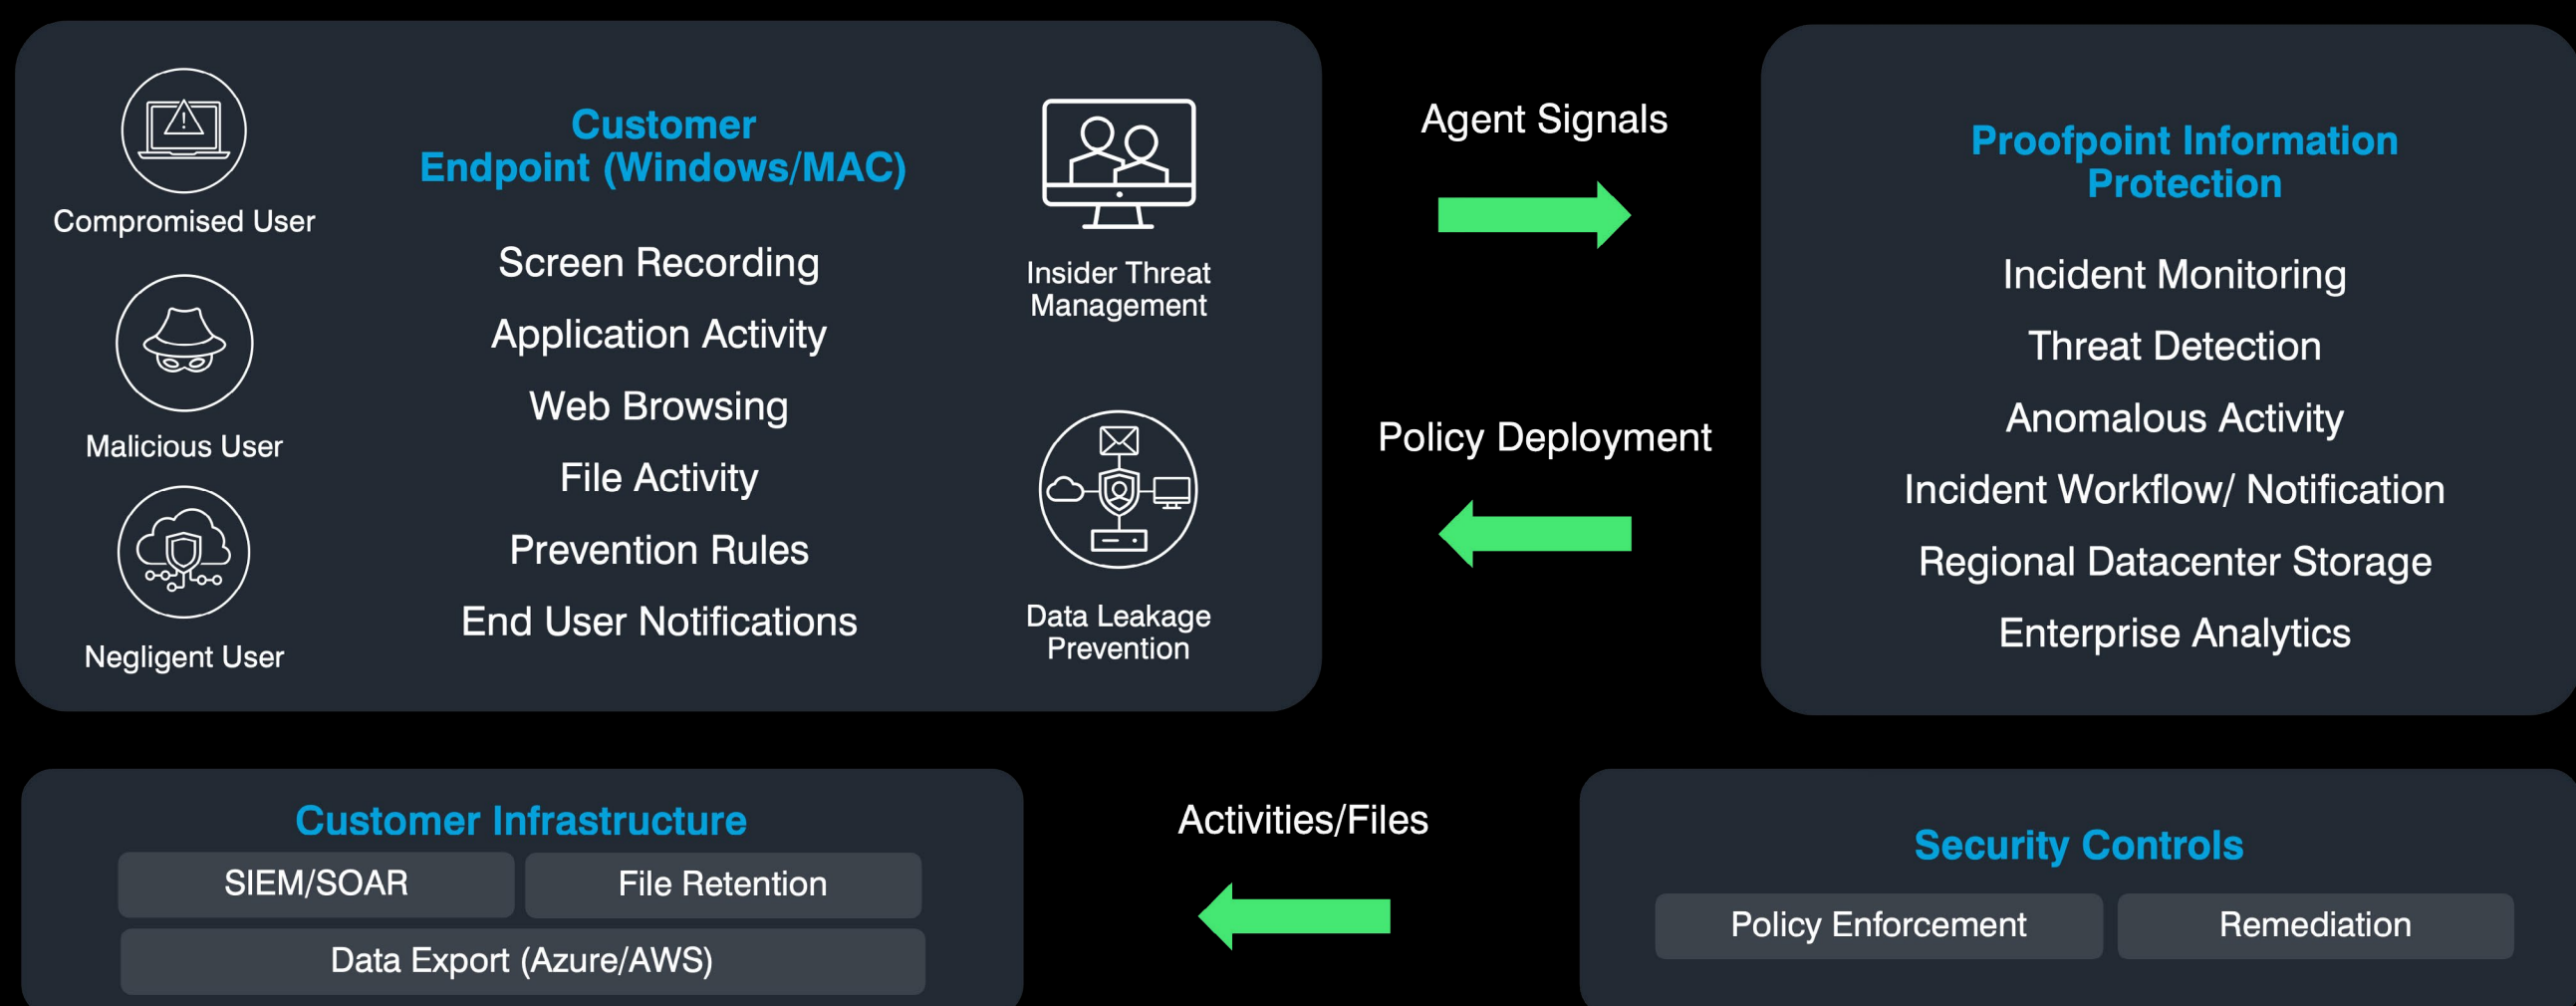 Compromised User
Malicious User
Negligent User
Customer
Endpoint (Windows/MAC)
Screen Recording
Application Activity
Web Browsing
File Activity
Prevention Rules
End User Notifications
Insider Threat
Management
Data Leakage
Prevention
Agent Signals
Policy Deployment
Proofpoint Information
Protection
Incident Monitoring
Threat Detection
Anomalous Activity
Incident Workflow/ Notification
Regional Datacenter Storage
Enterprise Analytics
Customer Infrastructure
SIEM/SOAR
File Retention
Data Export (Azure/AWS)
Activities/Files
Security Controls
Policy Enforcement
Remediation